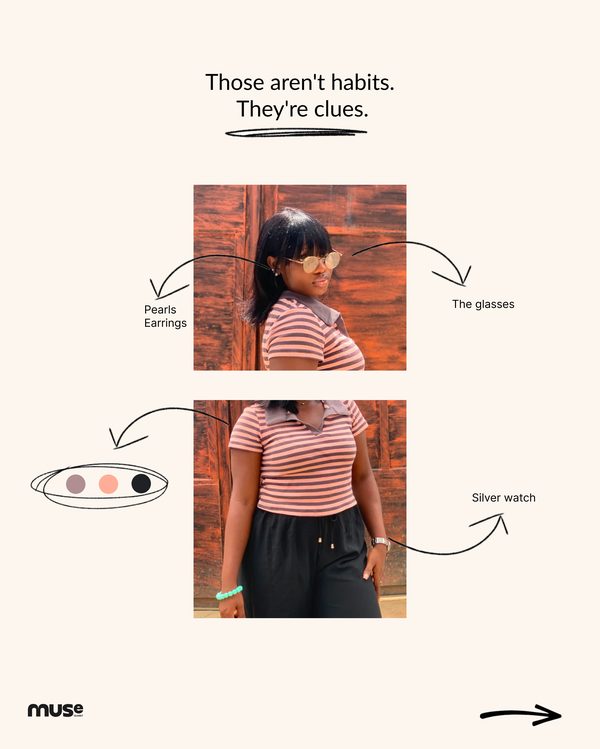 Those aren't habits.
They're clues.
Pearls
Earrings
The glasses
Silver watch
muse